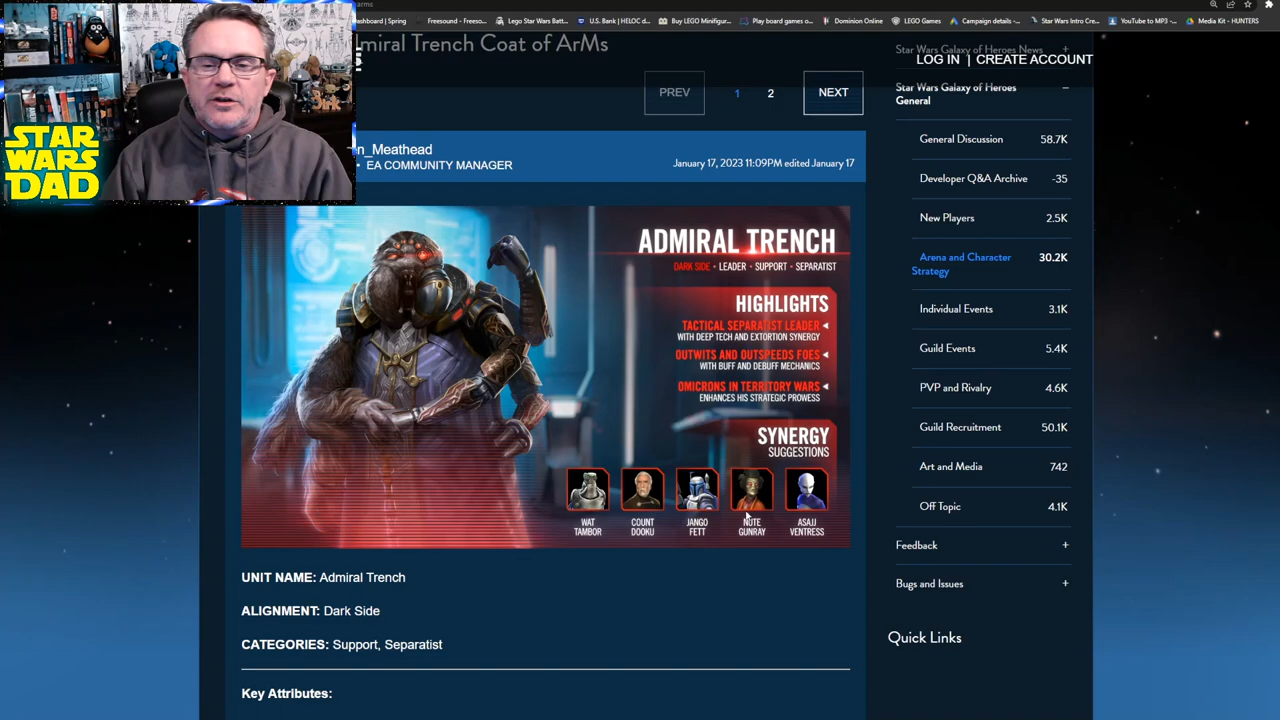 arms
Dashboard | Spring
Freesound - Freeso...
Lego Star Wars Batt...
U.S. Bank | HELOC d...
Buy LEGO Minifigur...
Play board games o...
Dominion Online
LEGO Games
Campaign details -...
Star Wars Intro Cre...
YouTube to MP3 -...
Media Kit - HUNTERS
STAR
WARS
DAD
dmiral Trench Coat of ArMs
LOG IN | CREATE ACCOUNT
PREV
1
2
NEXT
n_Meathead
• EA COMMUNITY MANAGER
January 17, 2023 11:09PM edited January 17
ADMIRAL TRENCH
DARK SIDE • LEADER • SUPPORT • SEPARATIST
HIGHLIGHTS
TACTICAL SEPARATIST LEADER
WITH DEEP TECH AND EXTORTION SYNERGY
OUTWITS AND OUTSPEEDS FOES
WITH BUFF AND DEBUFF MECHANICS
OMICRONS IN TERRITORY WARS
ENHANCES HIS STRATEGIC PROWESS
SYNERGY
SUGGESTIONS
WAT
TAMBOR
COUNT
DOOKU
JANGO
FETT
NUTE
GUNRAY
ASAJJ
VENTRESS
UNIT NAME: Admiral Trench
ALIGNMENT: Dark Side
CATEGORIES: Support, Separatist
Key Attributes:
Star Wars Galaxy of Heroes News +
Star Wars Galaxy of Heroes –
General
General Discussion 58.7K
Developer Q&A Archive -35
New Players 2.5K
Arena and Character 30.2K
Strategy
Individual Events 3.1K
Guild Events 5.4K
PVP and Rivalry 4.6K
Guild Recruitment 50.1K
Art and Media 742
Off Topic 4.1K
Feedback +
Bugs and Issues +
Quick Links